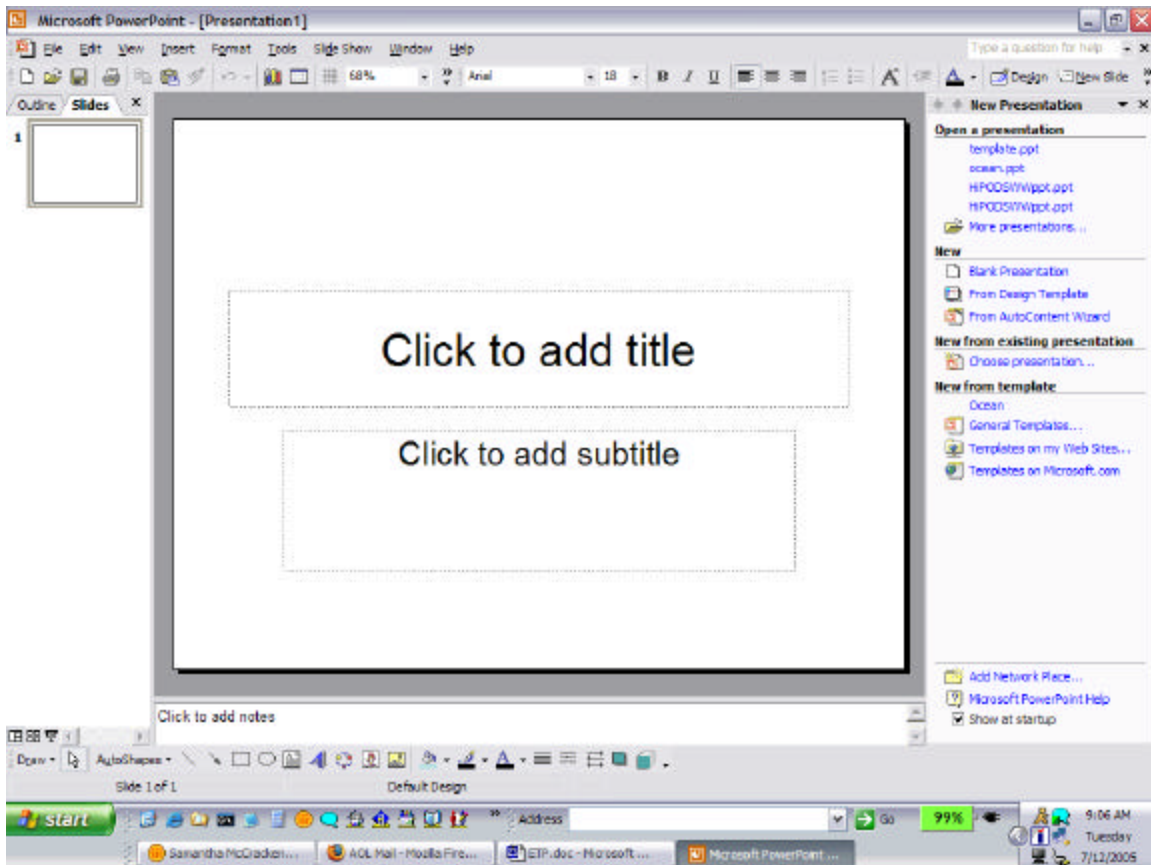 Microsoft PowerPoint - [Presentation1]
File Edit View Insert Format Tools Slide Show Window Help
Type a question for help
68% Arial 18 B I U A A Design New Slide
Outline Slides
1
Click to add title
Click to add subtitle
Click to add notes
New Presentation
Open a presentation
template.ppt
ocean.ppt
More presentations...
New
Blank Presentation
From Design Template
From AutoContent Wizard
New from existing presentation
Choose presentation...
New from template
Ocean
General Templates...
Templates on my Web Sites...
Templates on Microsoft.com
Add Network Place...
Microsoft PowerPoint Help
Show at startup
Draw AutoShapes A
Slide 1 of 1 Default Design
start Address Go 99% 9:06 AM
Samantha McCracken... AOL Mail - Mozilla Fire... ETP.doc - Microsoft ... Microsoft PowerPoint ... Tuesday
7/12/2005